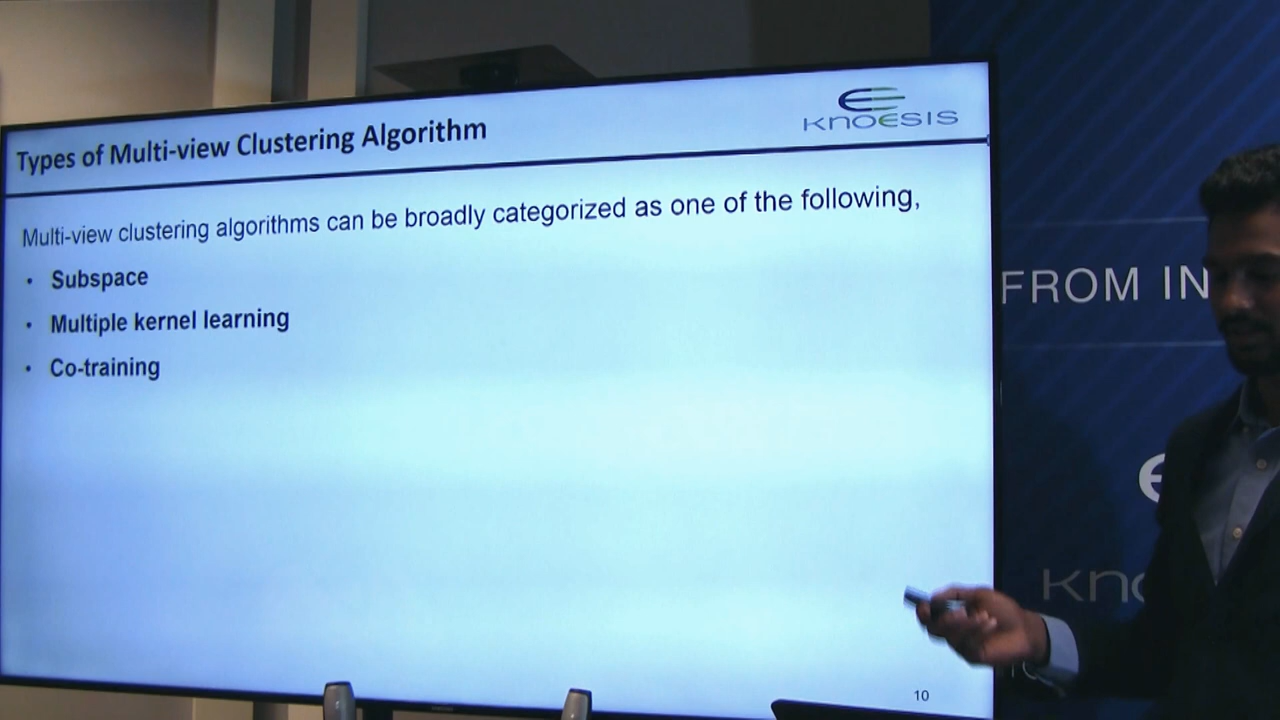 Types of Multi-view Clustering Algorithm
KNOESIS
Multi-view clustering algorithms can be broadly categorized as one of the following,
• Subspace
• Multiple kernel learning
• Co-training
10
FROM IN
KNO